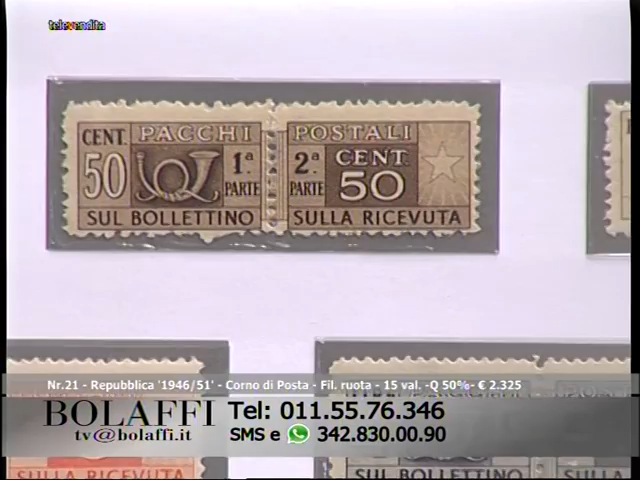 televendita
CENT. PACCHI POSTALI
50 1ª PARTE 2ª PARTE CENT. 50
SUL BOLLETTINO SULLA RICEVUTA
Nr.21 - Repubblica '1946/51' - Corno di Posta - Fil. ruota - 15 val. -Q 50%- € 2.325
BOLAFFI Tel: 011.55.76.346
tv@bolaffi.it SMS e 342.830.00.90
SULLA RICEVUTA SUL BOLLETTINO SULLA